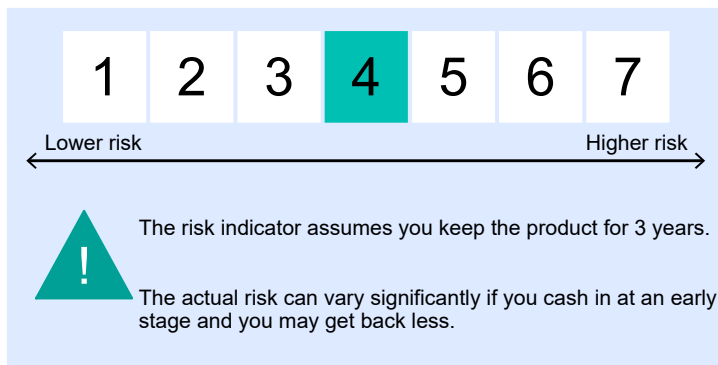 1 2 3 4 5 6 7
Lower risk Higher risk
!
The risk indicator assumes you keep the product for 3 years.
The actual risk can vary significantly if you cash in at an early
stage and you may get back less.